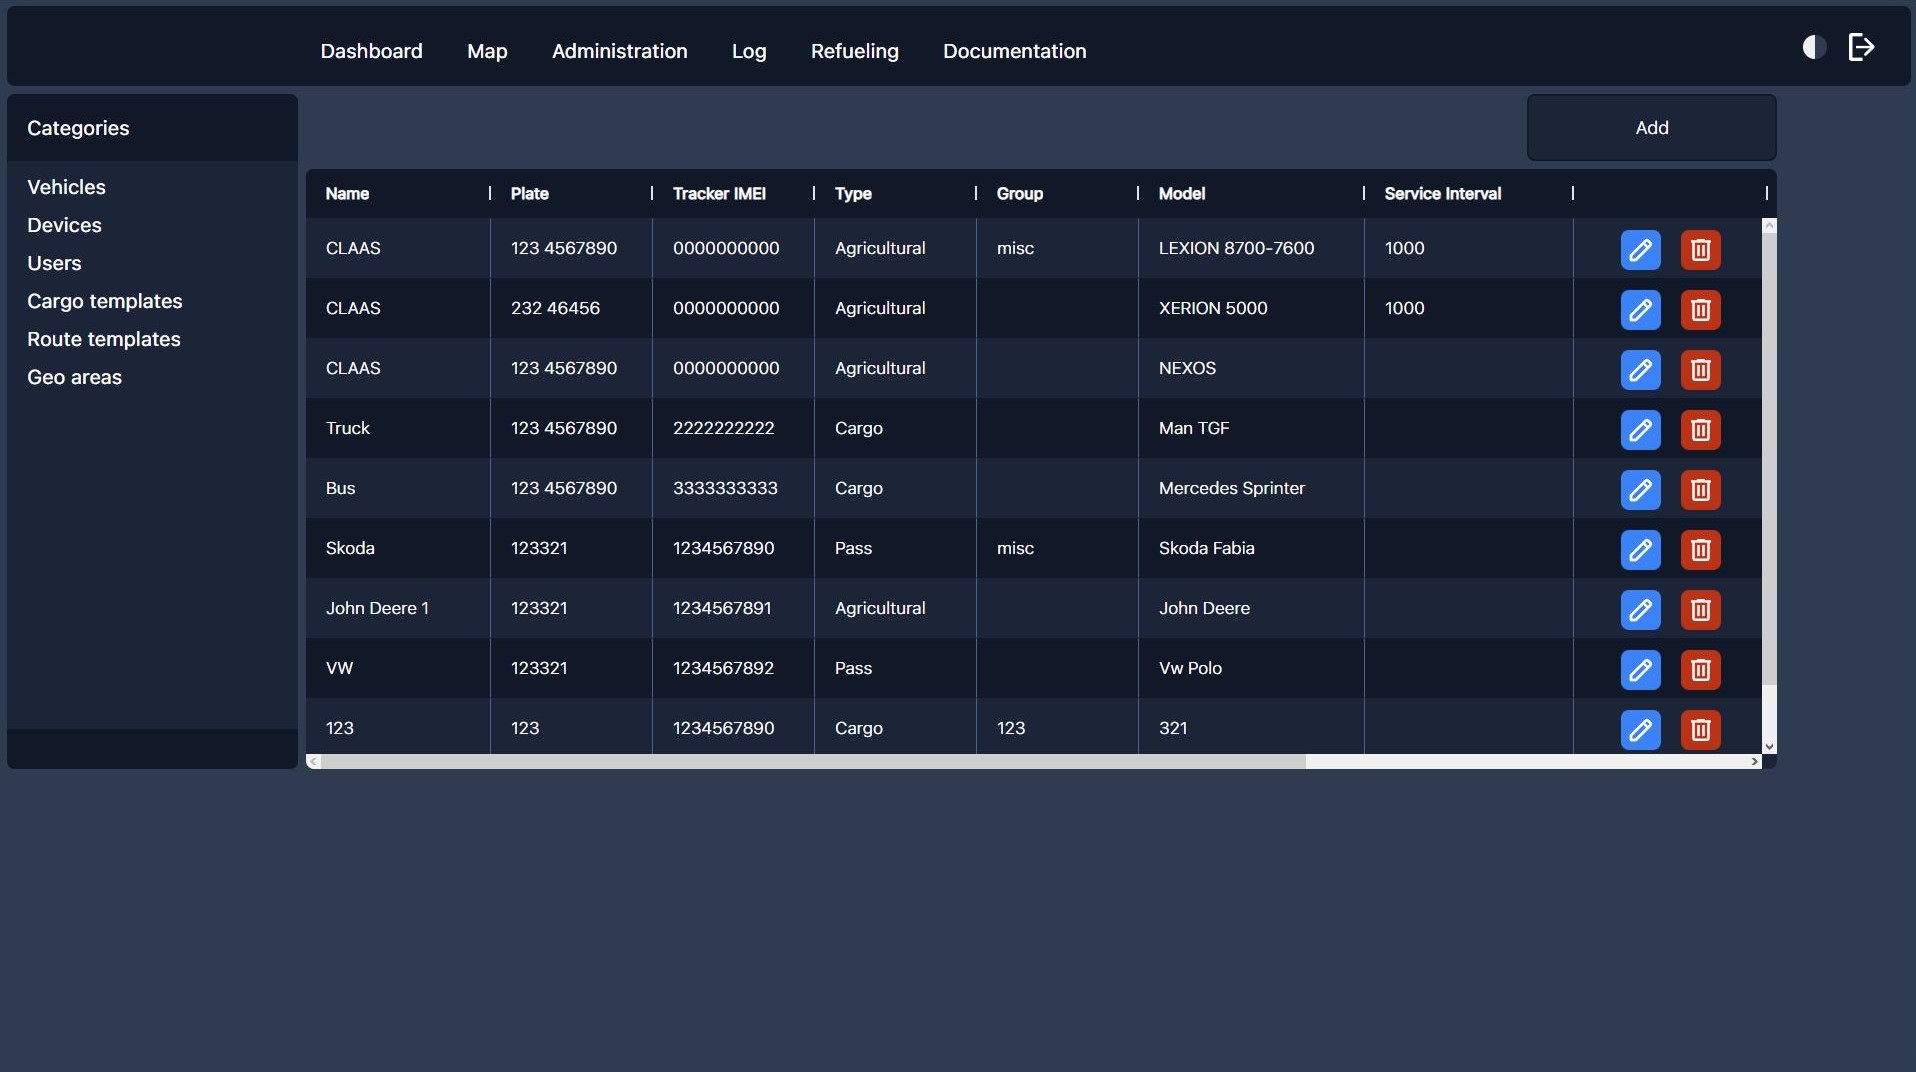 Dashboard Map Administration Log Refueling Documentation
Categories
Add
Vehicles
Devices
Users
Cargo templates
Route templates
Geo areas
Name Plate Tracker IMEI Type Group Model Service Interval
CLAAS 123 4567890 0000000000 Agricultural misc LEXION 8700-7600 1000
CLAAS 232 46456 0000000000 Agricultural XERION 5000 1000
CLAAS 123 4567890 0000000000 Agricultural NEXOS
Truck 123 4567890 2222222222 Cargo Man TGF
Bus 123 4567890 3333333333 Cargo Mercedes Sprinter
Skoda 123321 1234567890 Pass misc Skoda Fabia
John Deere 1 123321 1234567891 Agricultural John Deere
VW 123321 1234567892 Pass Vw Polo
123 123 1234567890 Cargo 123 321